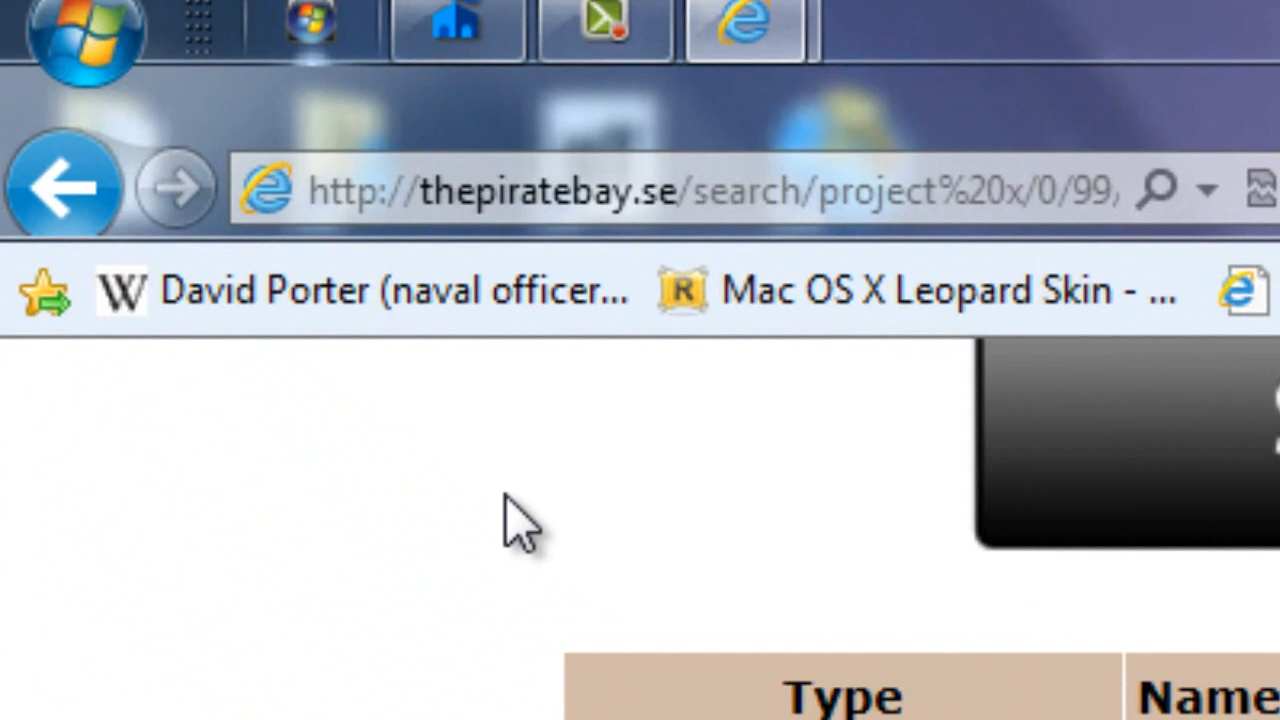 http://thepiratebay.se/search/project%20x/0/99,
W David Porter (naval officer... R Mac OS X Leopard Skin - ...
Type Name